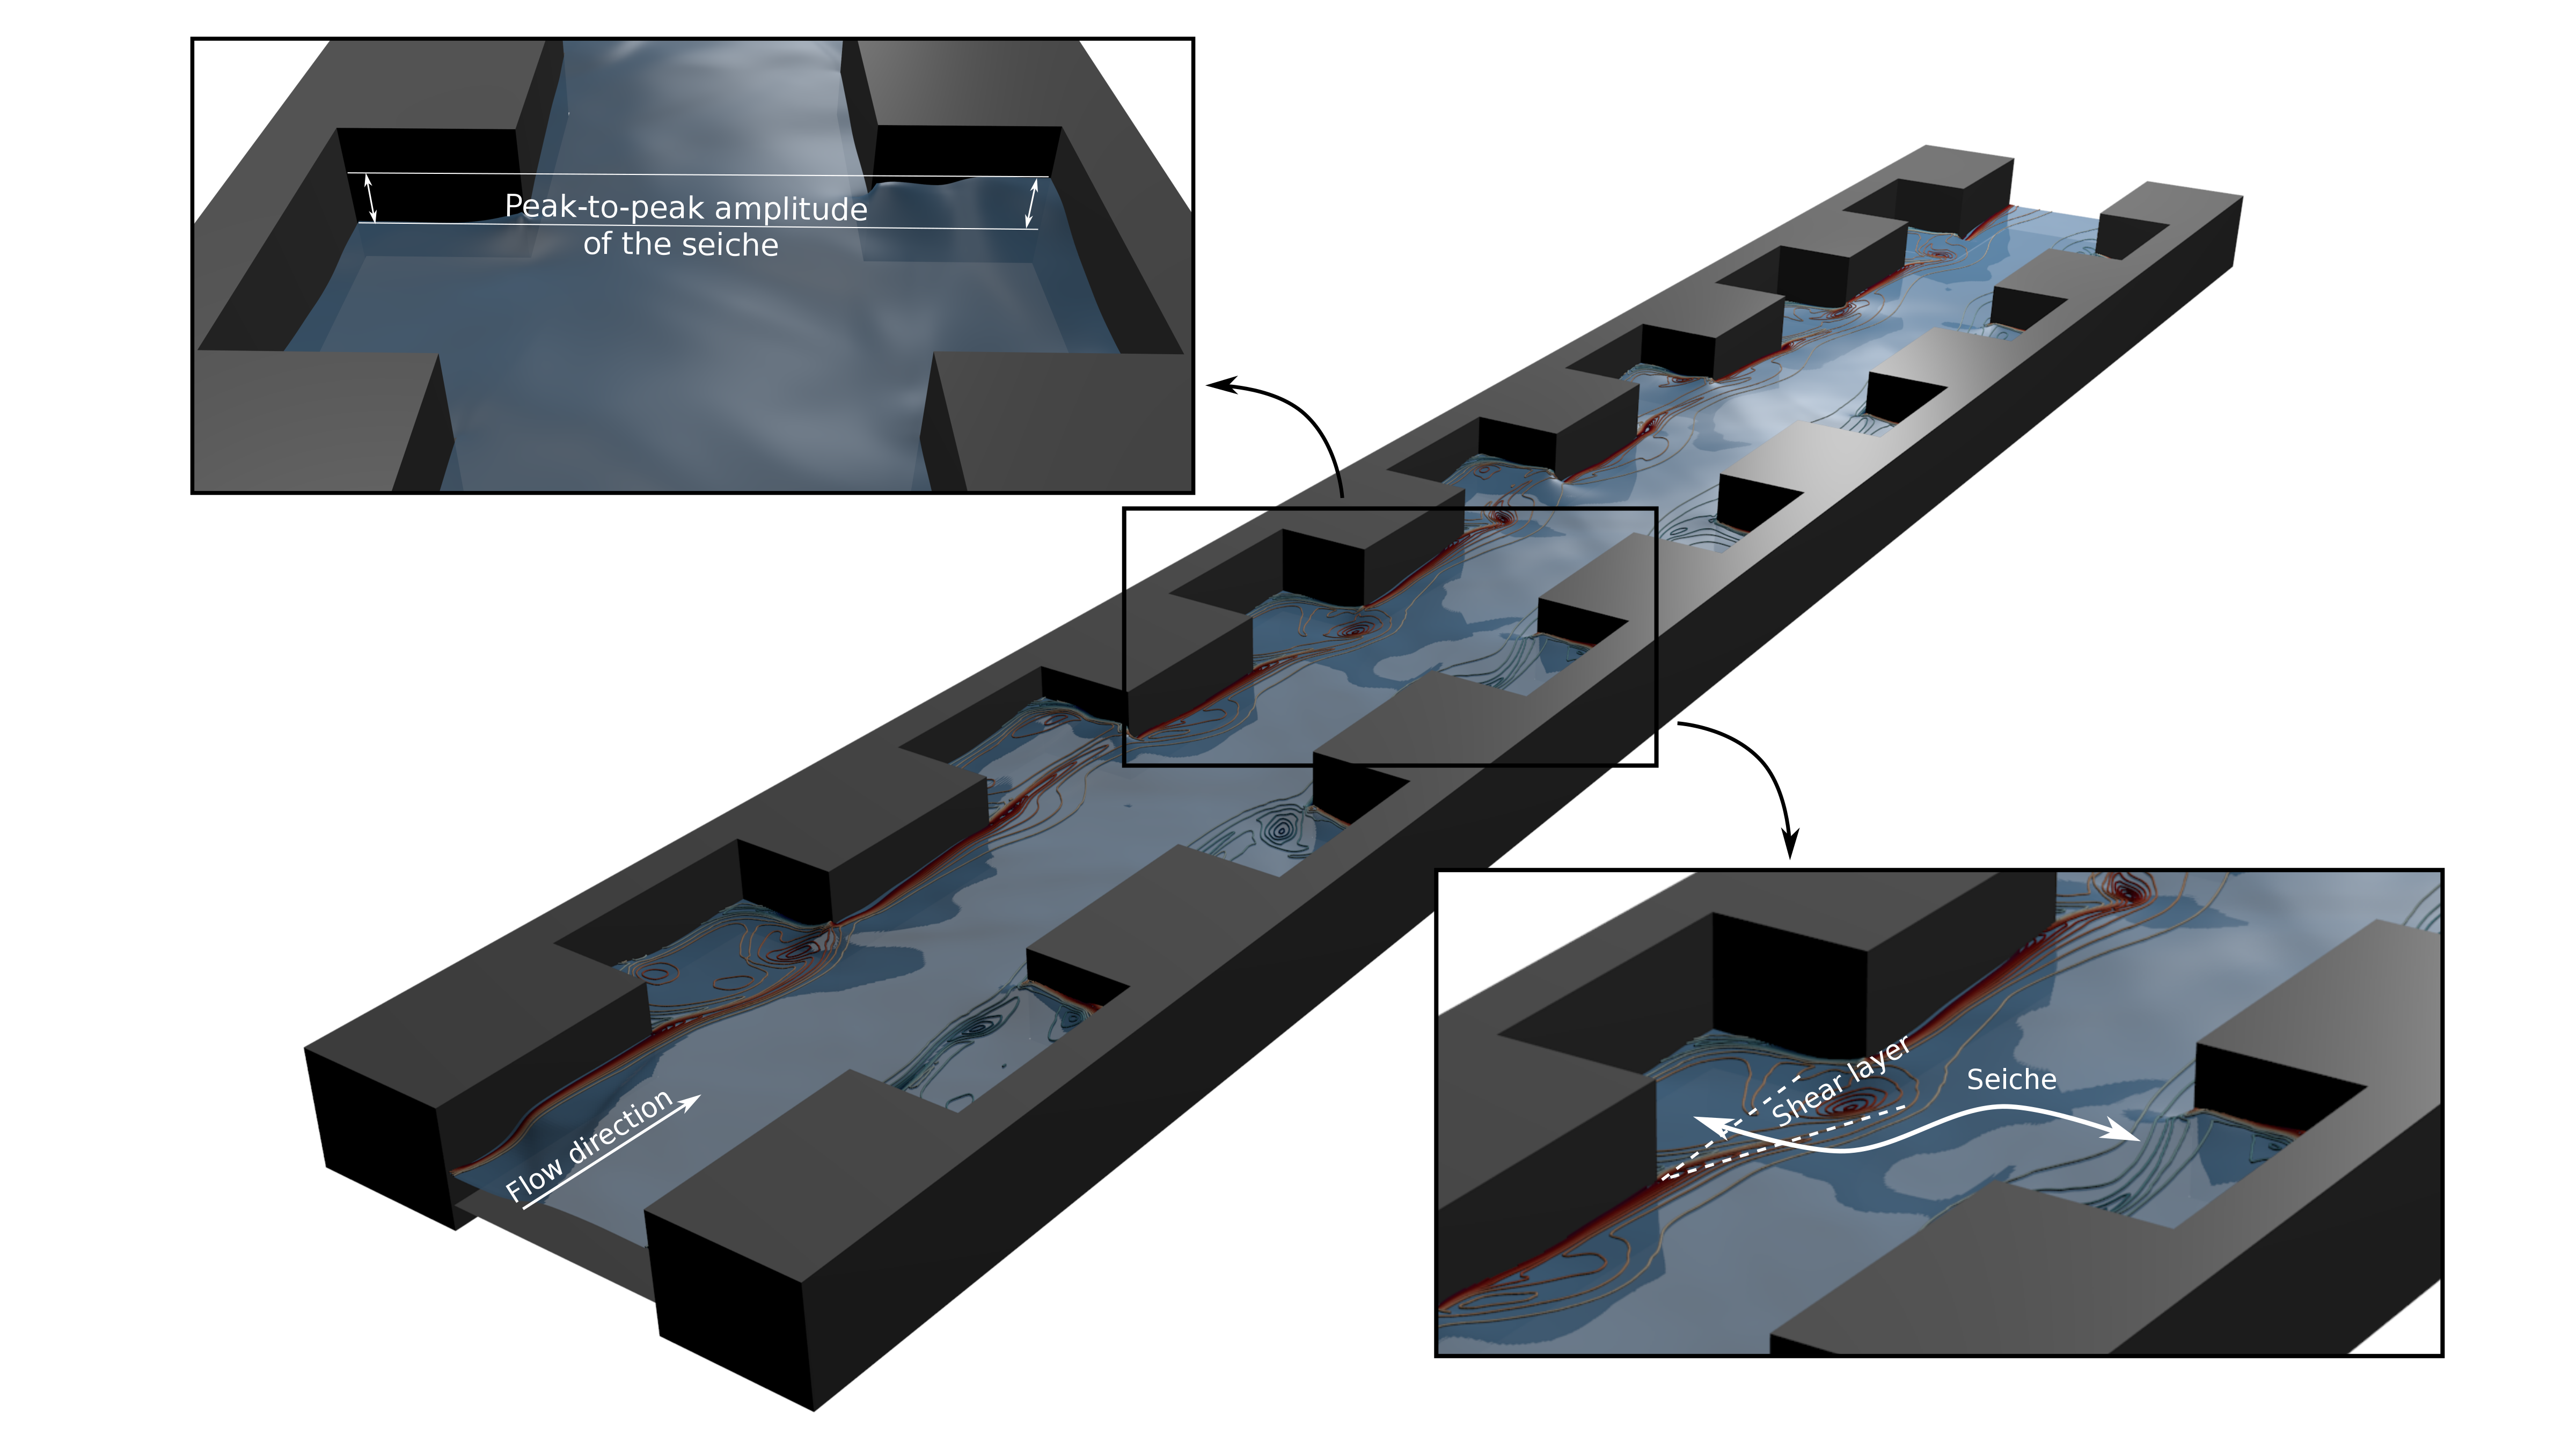 Peak-to-peak amplitude
of the seiche
Flow direction
Shear layer
Seiche